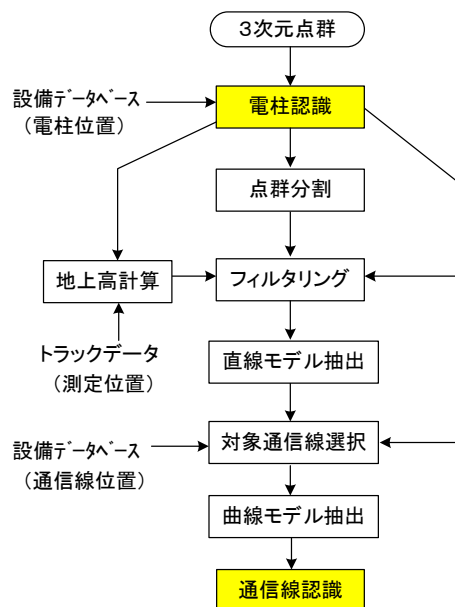 3次元点群
設備ﾃﾞｰﾀﾍﾞｰｽ
(電柱位置)
電柱認識
点群分割
地上高計算
フィルタリング
トラックデータ
(測定位置)
直線モデル抽出
設備ﾃﾞｰﾀﾍﾞｰｽ
(通信線位置)
対象通信線選択
曲線モデル抽出
通信線認識